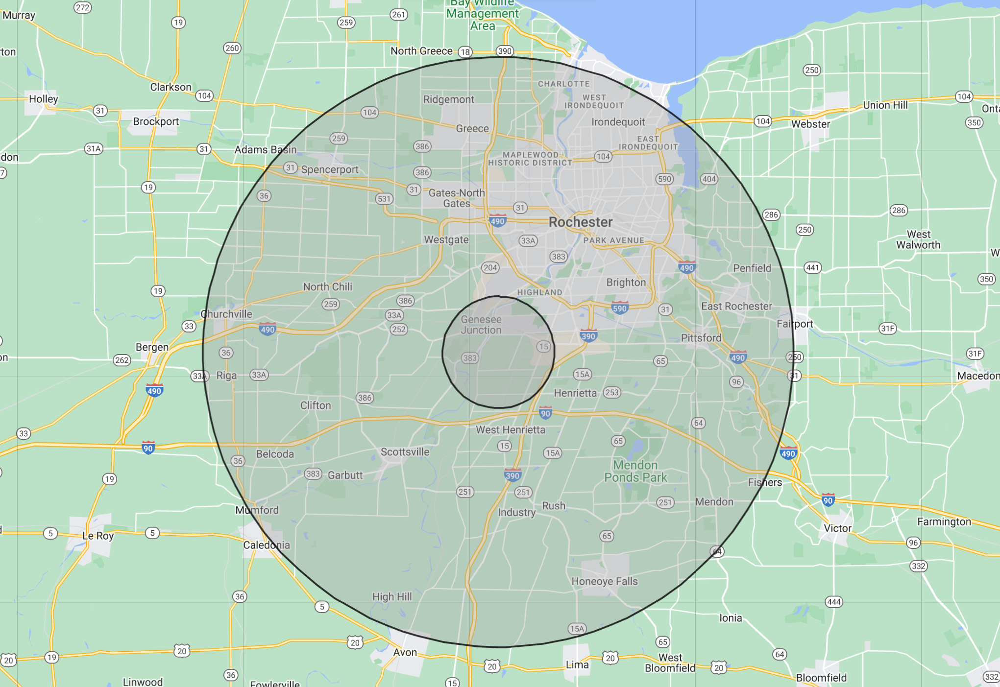 Bay Wildlife
Management
Area
272
Murray
19
259
261
260
North Greece
18
390
250
Clarkson
104
CHARLOTTE
Holley
31
Brockport
Ridgemont
WEST
IRONDEQUOIT
104
Irondequoit
Union Hill
104
104
Webster
350
Greece
259
386
EAST
IRONDEQUOIT
31A
31
Adams Basin
MAPLEWOOD
HISTORIC DISTRICT
104
31
Spencerport
386
590
404
19
36
31
Gates-North
Gates
531
31
490
Rochester
286
286
250
Westgate
33A
PARK AVENUE
West
Walworth
383
204
490
Penfield
441
350
North Chili
Brighton
HIGHLAND
19
386
259
590
31
East Rochester
Churchville
33A
33
490
252
Genesee
Junction
390
Fairport
31F
Pittsford
Bergen
36
15
383
262
65
490
250
31F
33A
Riga
33A
15A
96
31
Macedon
490
386
Henrietta
253
Clifton
90
64
33
West Henrietta
90
15
65
15A
490
Belcoda
Scottsville
36
Mendon
Ponds Park
19
383
Garbutt
390
Fishers
251
251
251
Mendon
90
Mumford
Industry
Rush
Farmington
5
Le Roy
5
Caledonia
65
Victor
96
64
332
Honeoye Falls
36
High Hill
5
444
Ionia
15A
20
20
Avon
65
64
20
19
20
Lima
20
West
Bloomfield
20
36
Linwood
Fowlerville
15
Bloomfield
332